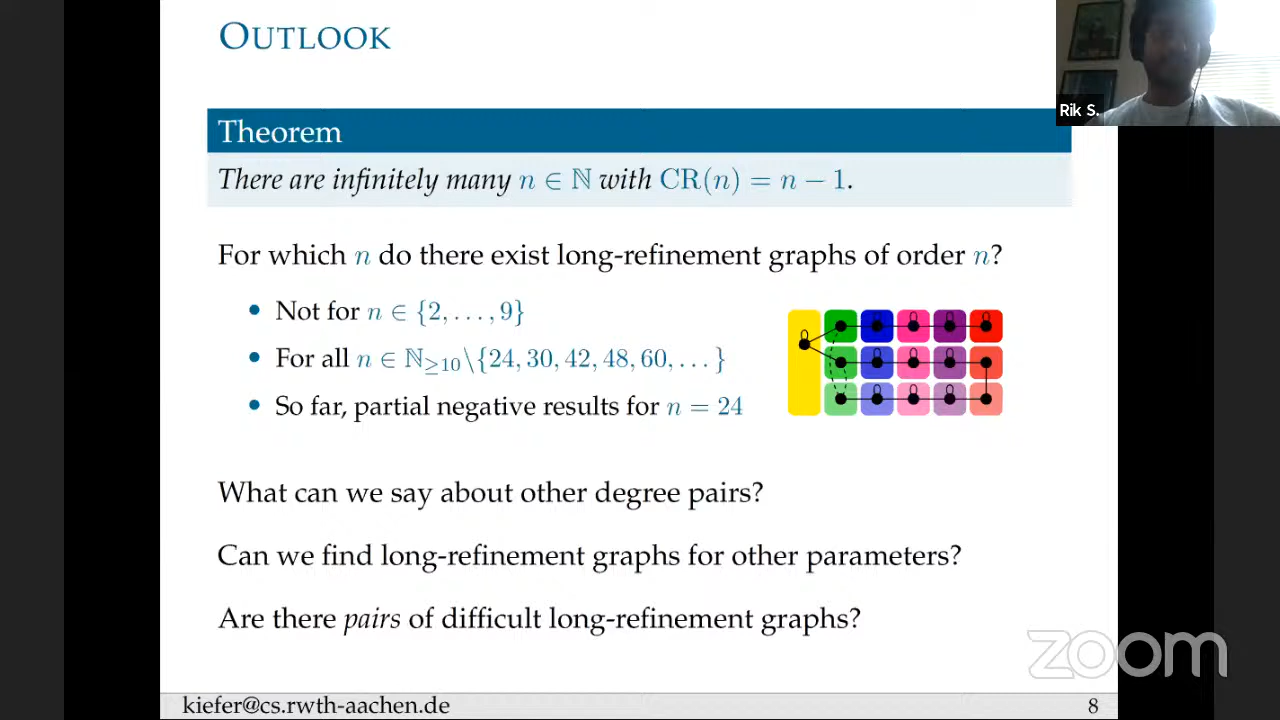 OUTLOOK
Rik S.
Theorem
There are infinitely many n ∈ ℕ with CR(n) = n − 1.
For which n do there exist long-refinement graphs of order n?
• Not for n ∈ {2, . . . , 9}
• For all n ∈ ℕ≥10\{24, 30, 42, 48, 60, . . . }
• So far, partial negative results for n = 24
What can we say about other degree pairs?
Can we find long-refinement graphs for other parameters?
Are there pairs of difficult long-refinement graphs?
zoom
kiefer@cs.rwth-aachen.de 8